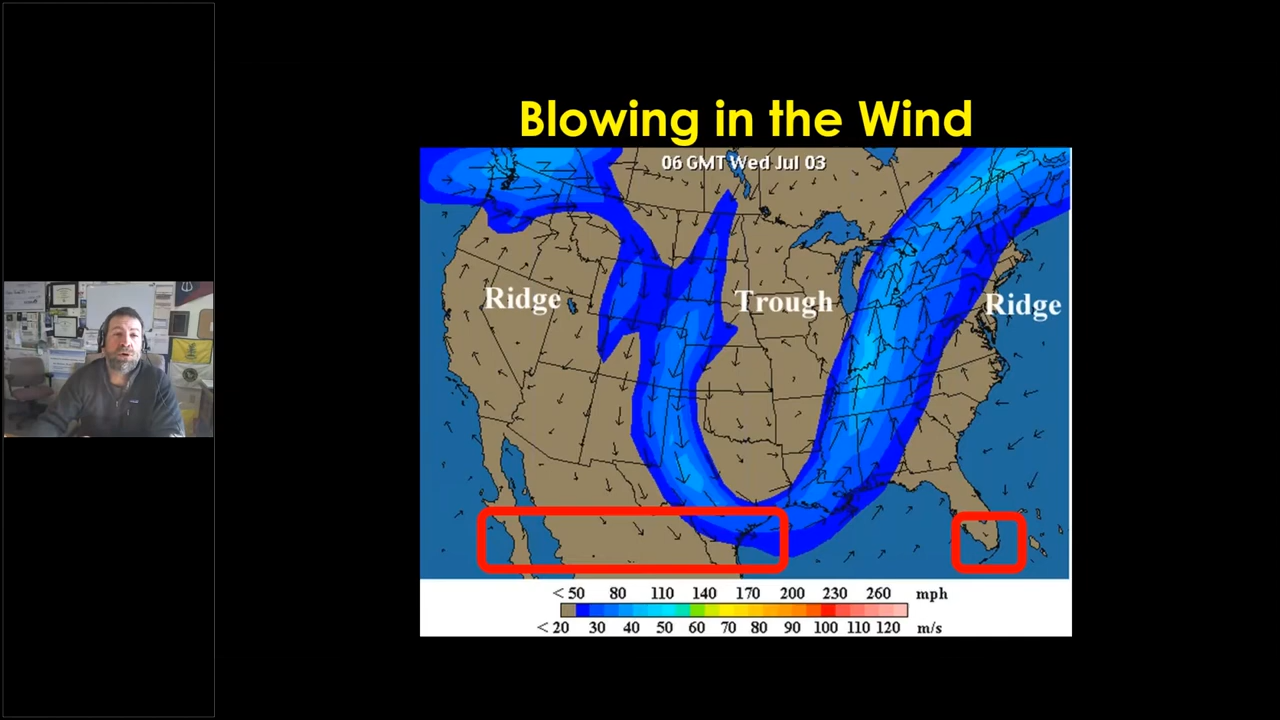 Blowing in the Wind
06 GMT Wed Jul 03
Ridge
Trough
Ridge
< 50 80 110 140 170 200 230 260 mph
< 20 30 40 50 60 70 80 90 100 110 120 m/s